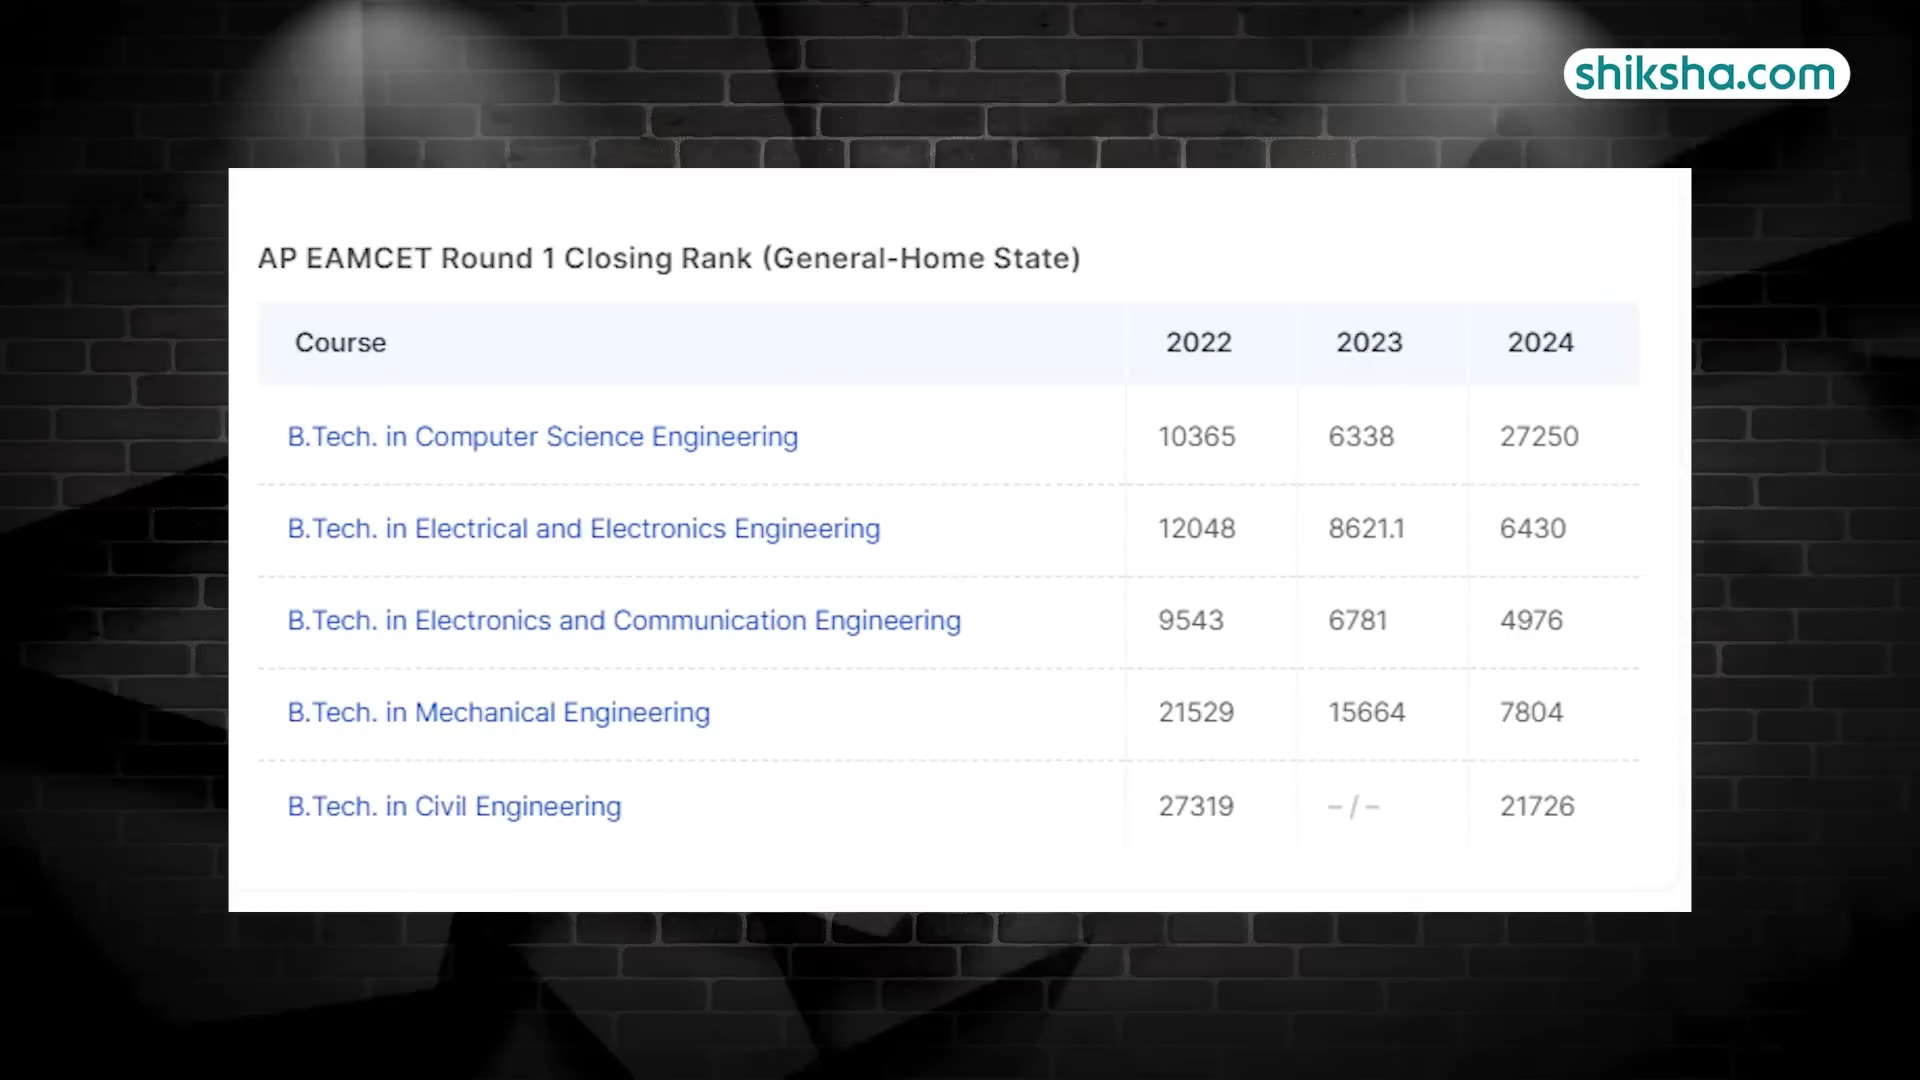 shiksha.com
AP EAMCET Round 1 Closing Rank (General-Home State)
Course 2022 2023 2024
B.Tech. in Computer Science Engineering 10365 6338 27250
B.Tech. in Electrical and Electronics Engineering 12048 8621.1 6430
B.Tech. in Electronics and Communication Engineering 9543 6781 4976
B.Tech. in Mechanical Engineering 21529 15664 7804
B.Tech. in Civil Engineering 27319 – / – 21726